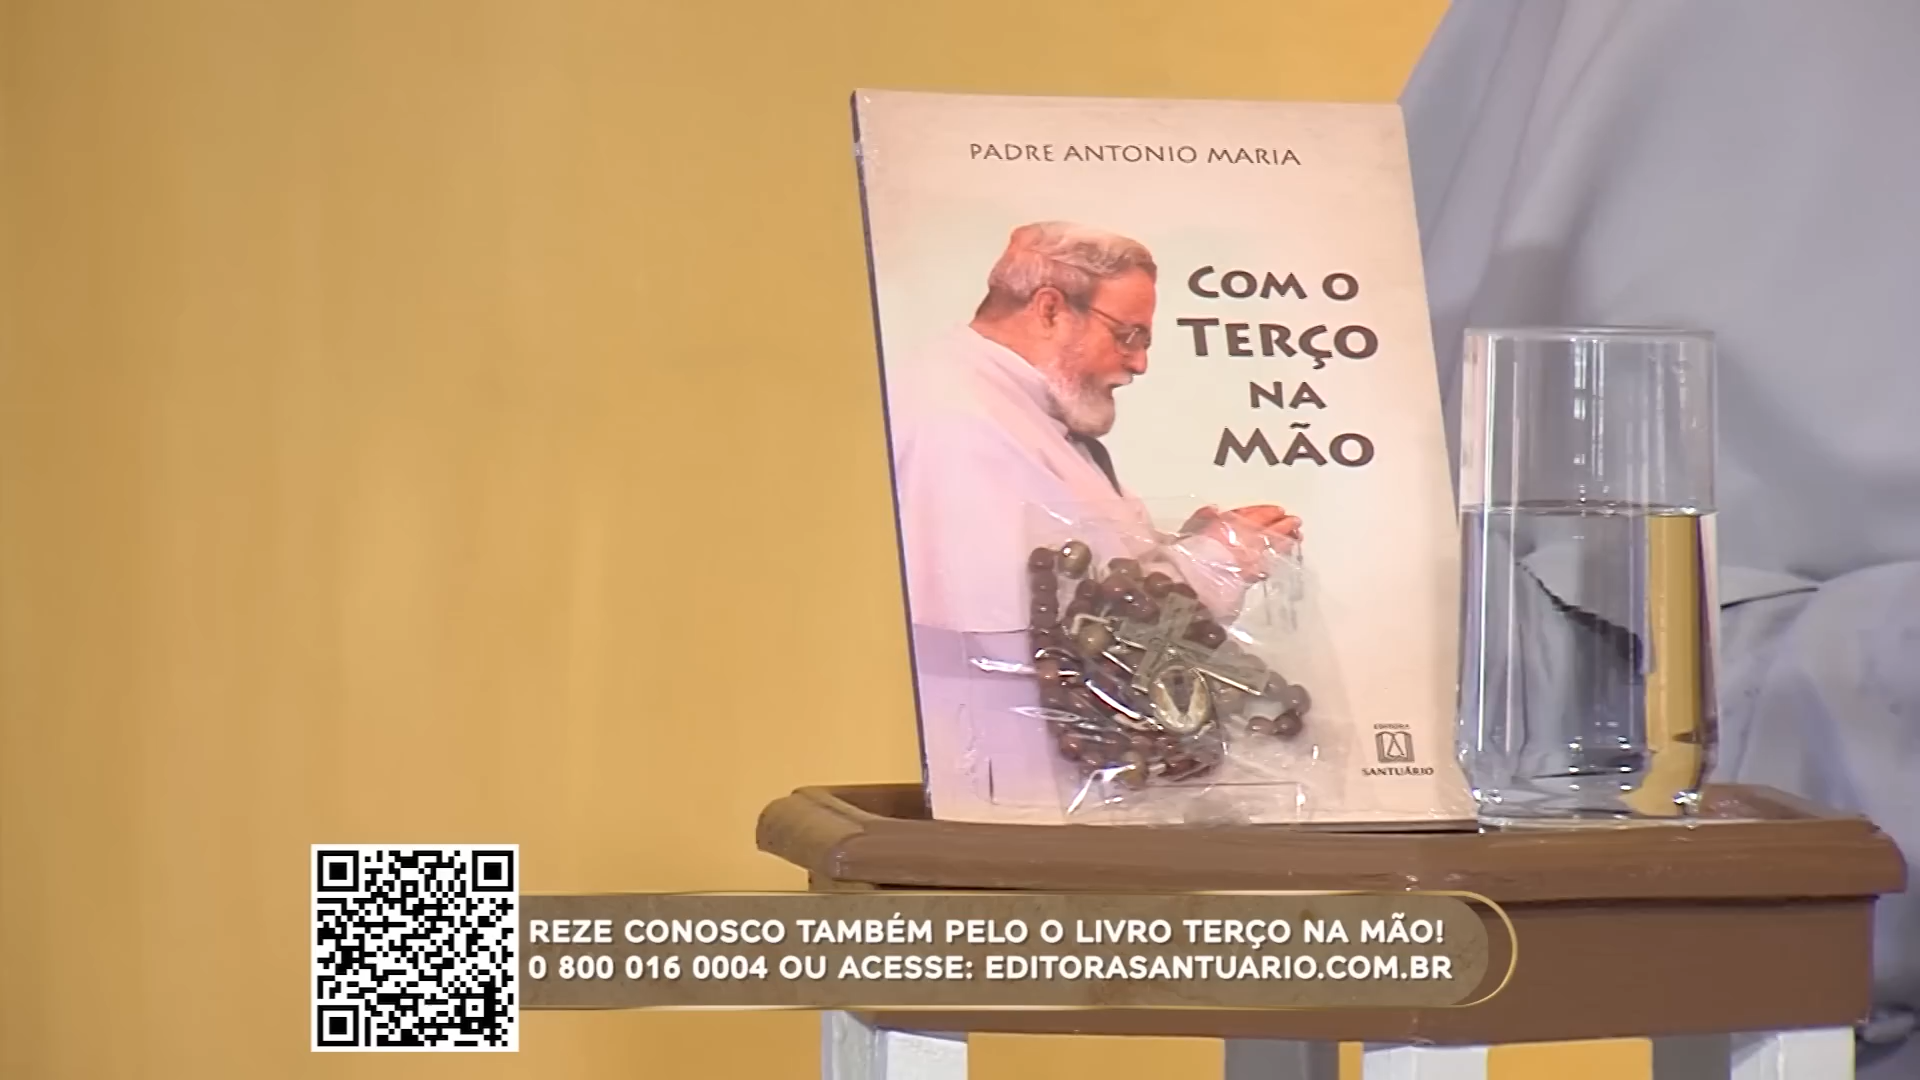 PADRE ANTONIO MARIA
COM O
TERÇO
NA
MÃO
EDITORA
SANTUÁRIO
REZE CONOSCO TAMBÉM PELO O LIVRO TERÇO NA MÃO!
0 800 016 0004 OU ACESSE: EDITORASANTUARIO.COM.BR